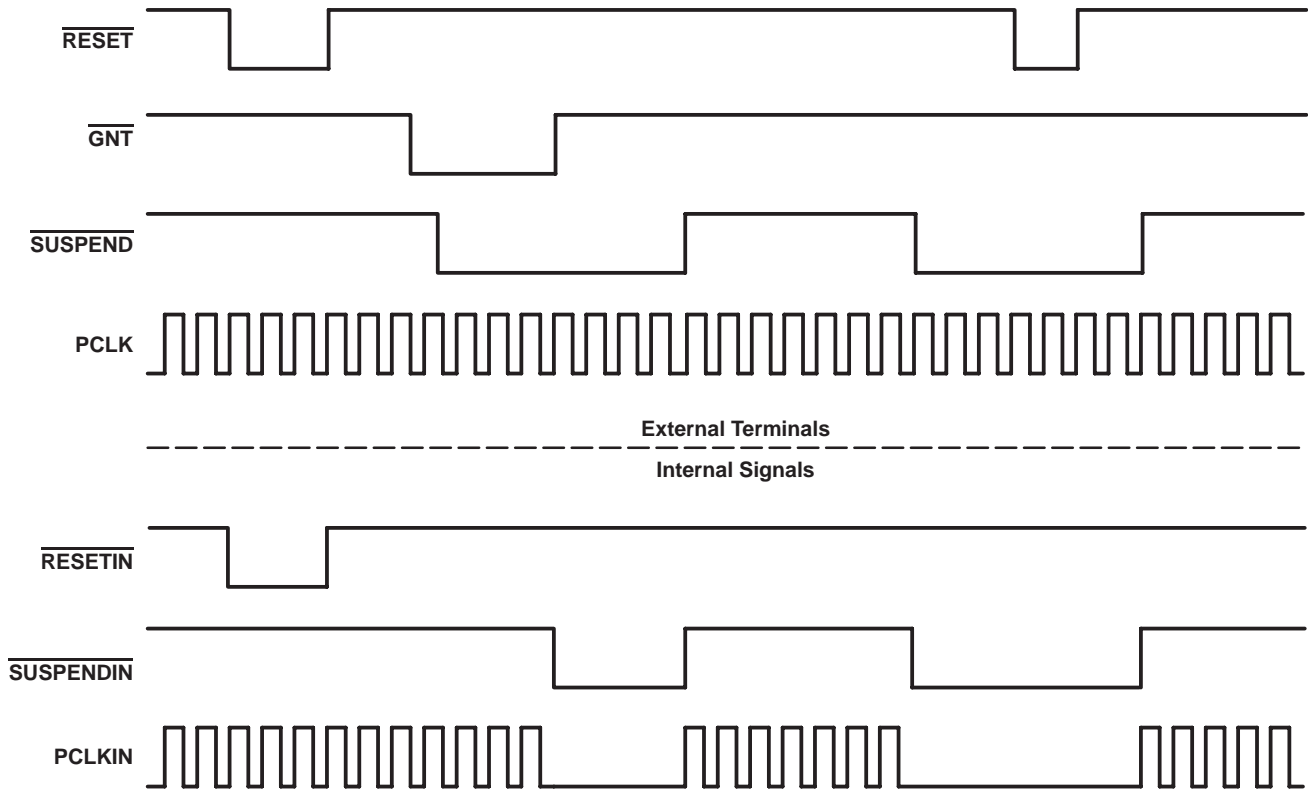 RESET
GNT
SUSPEND
PCLK
External Terminals
Internal Signals
RESETIN
SUSPENDIN
PCLKIN